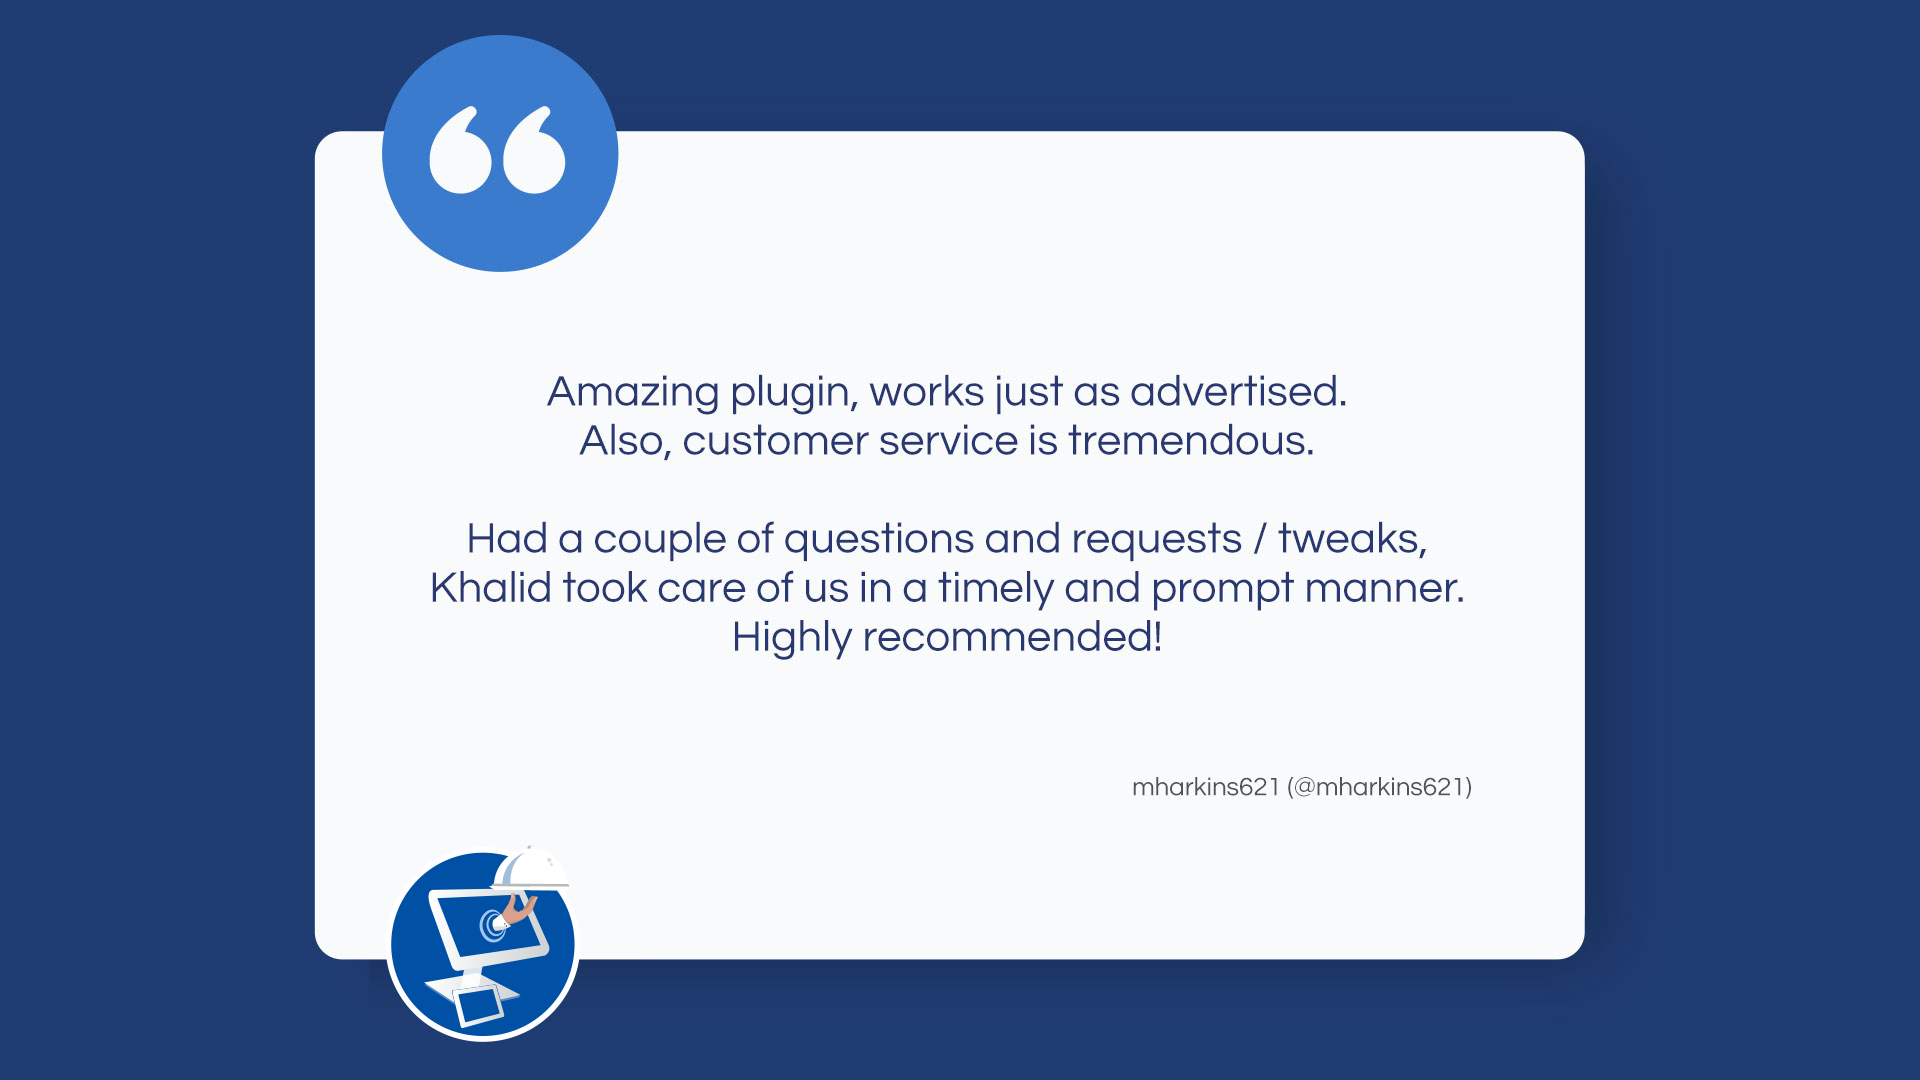 Amazing plugin, works just as advertised.
Also, customer service is tremendous.
Had a couple of questions and requests / tweaks,
Khalid took care of us in a timely and prompt manner.
Highly recommended!
mharkins621 (@mharkins621)